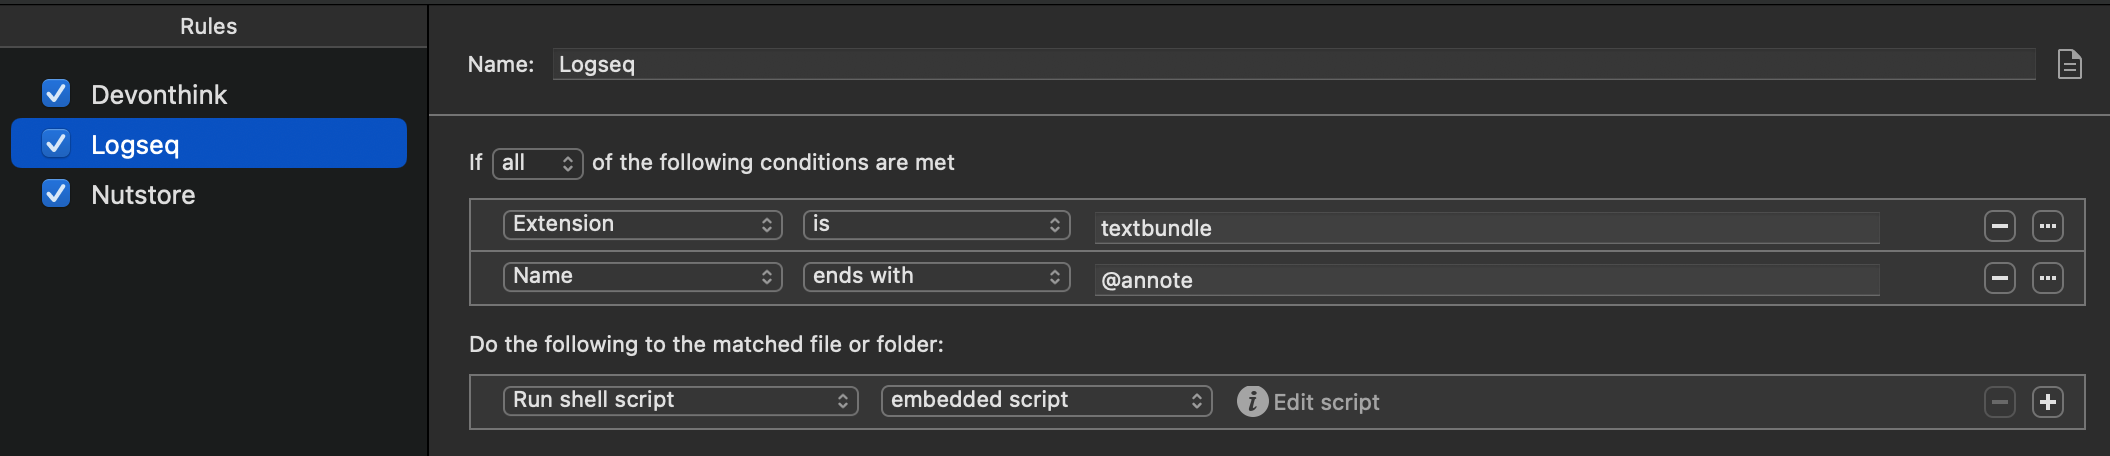 Rules
Devonthink
Logseq
Nutstore
Name: Logseq
If all of the following conditions are met
Extension is textbundle
Name ends with @annote
Do the following to the matched file or folder:
Run shell script embedded script i Edit script